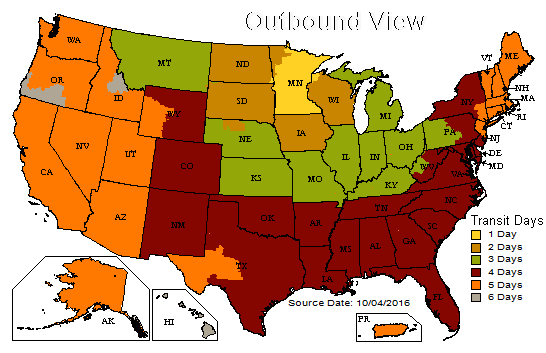 Outbound View
WA
MT
ND
MN
VT
ME
OR
ID
SD
WI
NH
MA
NY
MI
RI
CT
WY
IA
NE
PA
NJ
NV
UT
IL
IN
OH
DE
MD
CA
CO
KS
MO
WV
VA
KY
NC
TN
AZ
NM
OK
AR
SC
MS
AL
GA
TX
LA
FL
Transit Days
1 Day
2 Days
3 Days
4 Days
5 Days
6 Days
Source Date: 10/04/2016
AK
HI
PR